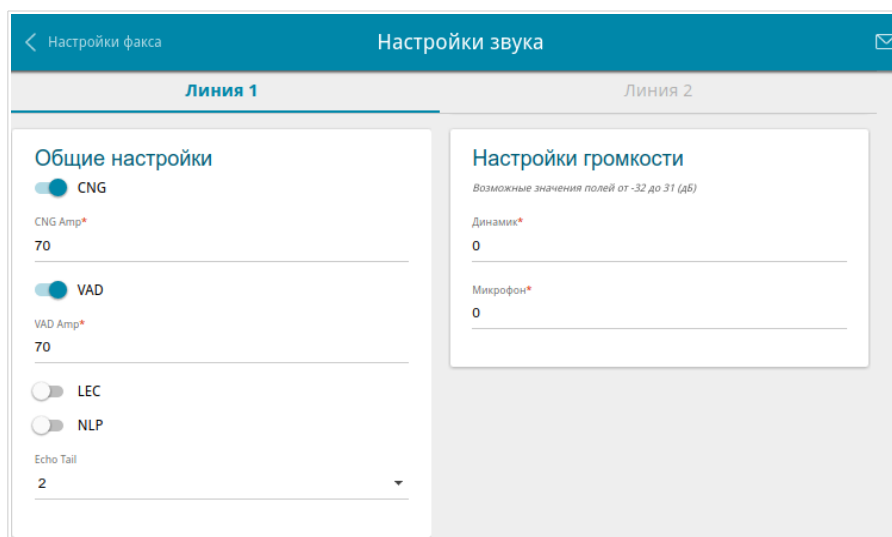 Настройки факса
Настройки звука
Линия 1
Линия 2
Общие настройки
CNG
CNG Amp*
70
VAD
VAD Amp*
70
LEC
NLP
Echo Tail
2
Настройки громкости
Возможные значения полей от -32 до 31 (дБ)
Динамик*
0
Микрофон*
0